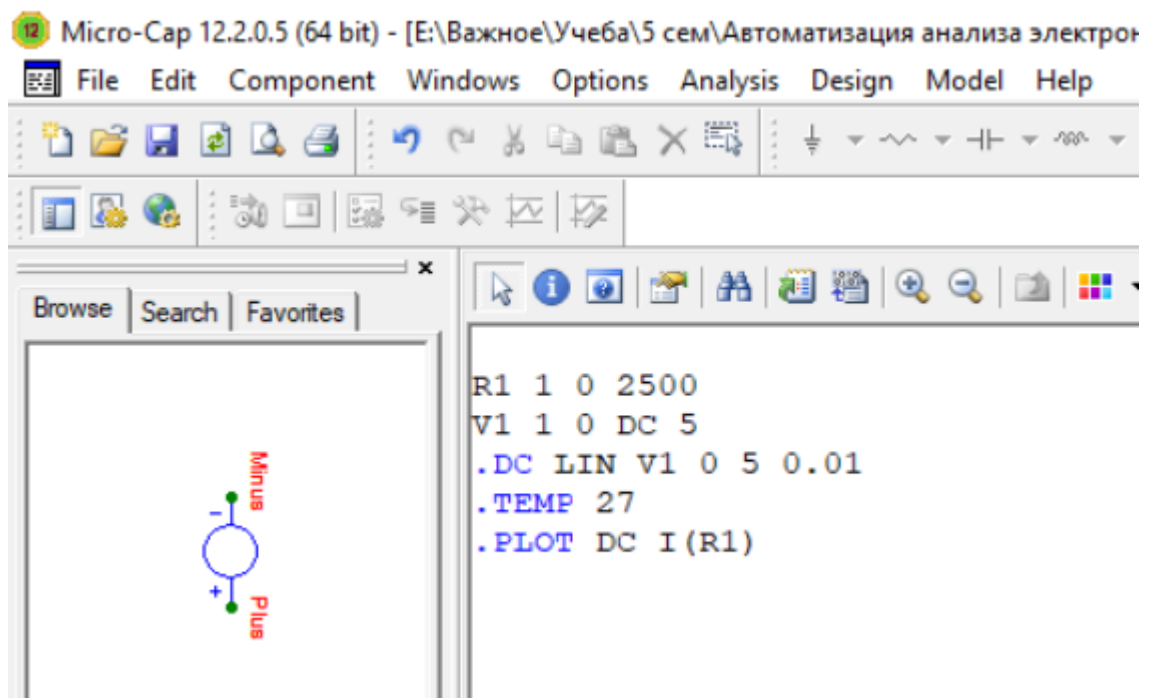 12 Micro-Cap 12.2.0.5 (64 bit) - [E:\Важное\Учеба\5 сем\Автоматизация анализа электрон
File Edit Component Windows Options Analysis Design Model Help
Browse Search Favorites
R1 1 0 2500
V1 1 0 DC 5
.DC LIN V1 0 5 0.01
.TEMP 27
.PLOT DC I(R1)
Minus
-
+
Plus